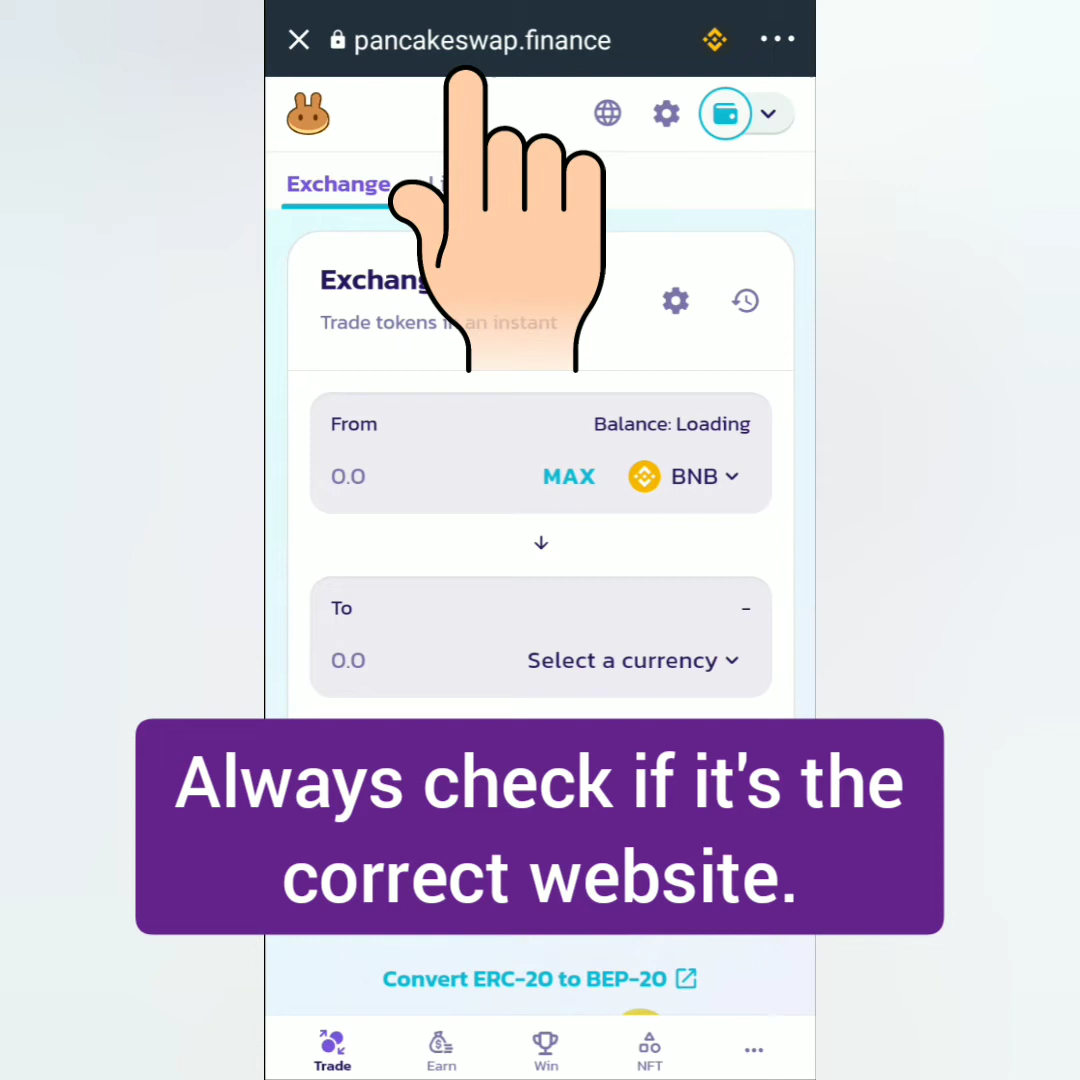 pancakeswap.finance
Exchange
Trade tokens in an instant
From Balance: Loading
0.0 MAX BNB
To -
0.0 Select a currency
Always check if it's the
correct website.
Convert ERC-20 to BEP-20
Trade Earn Win NFT